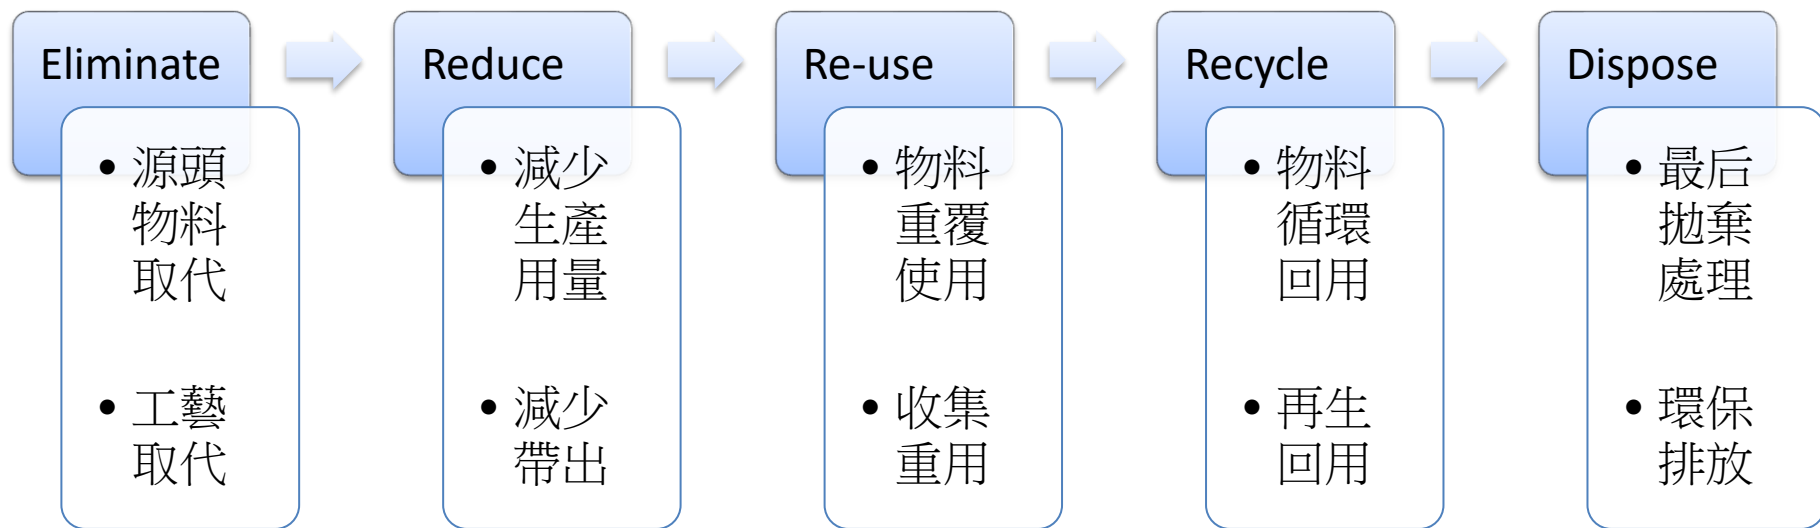 Eliminate
• 源頭
物料
取代
• 工藝
取代
Reduce
• 減少
生產
用量
• 減少
帶出
Re-use
• 物料
重覆
使用
• 收集
重用
Recycle
• 物料
循環
回用
• 再生
回用
Dispose
• 最后
拋棄
處理
• 環保
排放